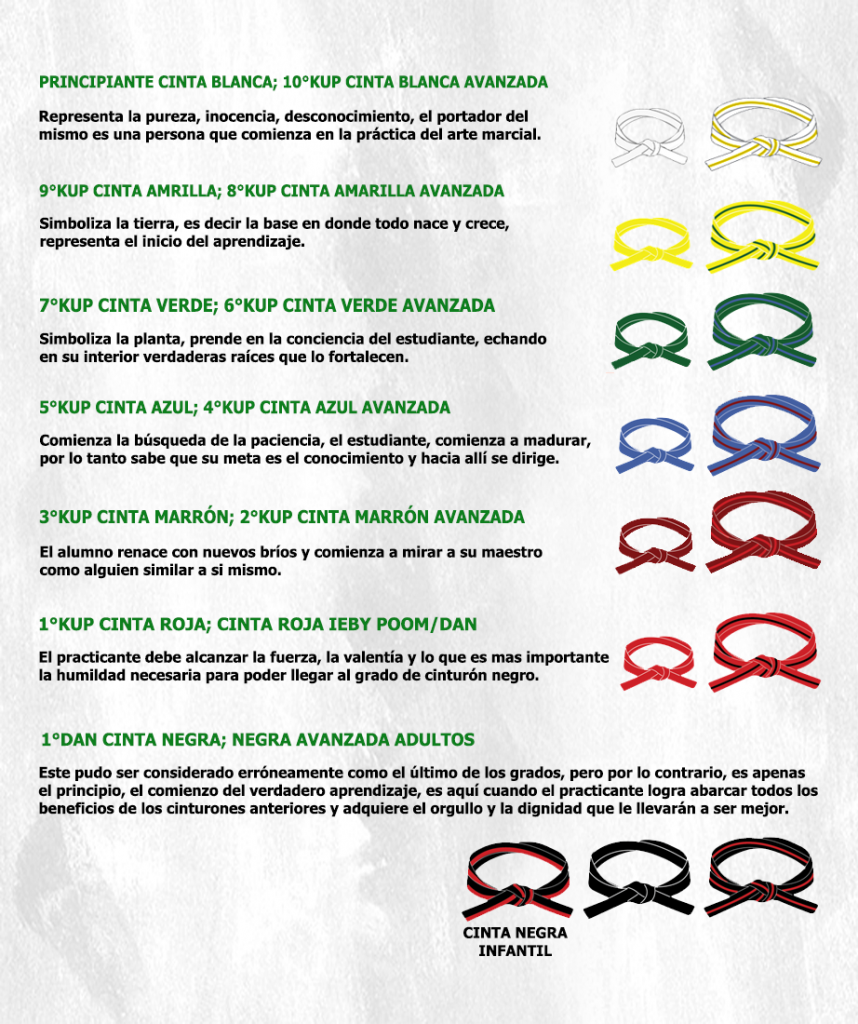 PRINCIPIANTE CINTA BLANCA; 10°KUP CINTA BLANCA AVANZADA
Representa la pureza, inocencia, desconocimiento, el portador del
mismo es una persona que comienza en la práctica del arte marcial.
9°KUP CINTA AMRILLA; 8°KUP CINTA AMARILLA AVANZADA
Simboliza la tierra, es decir la base en donde todo nace y crece,
representa el inicio del aprendizaje.
7°KUP CINTA VERDE; 6°KUP CINTA VERDE AVANZADA
Simboliza la planta, prende en la conciencia del estudiante, echando
en su interior verdaderas raíces que lo fortalecen.
5°KUP CINTA AZUL; 4°KUP CINTA AZUL AVANZADA
Comienza la búsqueda de la paciencia, el estudiante, comienza a madurar,
por lo tanto sabe que su meta es el conocimiento y hacia allí se dirige.
3°KUP CINTA MARRÓN; 2°KUP CINTA MARRÓN AVANZADA
El alumno renace con nuevos bríos y comienza a mirar a su maestro
como alguien similar a si mismo.
1°KUP CINTA ROJA; CINTA ROJA IEBY POOM/DAN
El practicante debe alcanzar la fuerza, la valentía y lo que es mas importante
la humildad necesaria para poder llegar al grado de cinturón negro.
1°DAN CINTA NEGRA; NEGRA AVANZADA ADULTOS
Este pudo ser considerado erróneamente como el último de los grados, pero por lo contrario, es apenas
el principio, el comienzo del verdadero aprendizaje, es aquí cuando el practicante logra abarcar todos los
beneficios de los cinturones anteriores y adquiere el orgullo y la dignidad que le llevarán a ser mejor.
CINTA NEGRA
INFANTIL